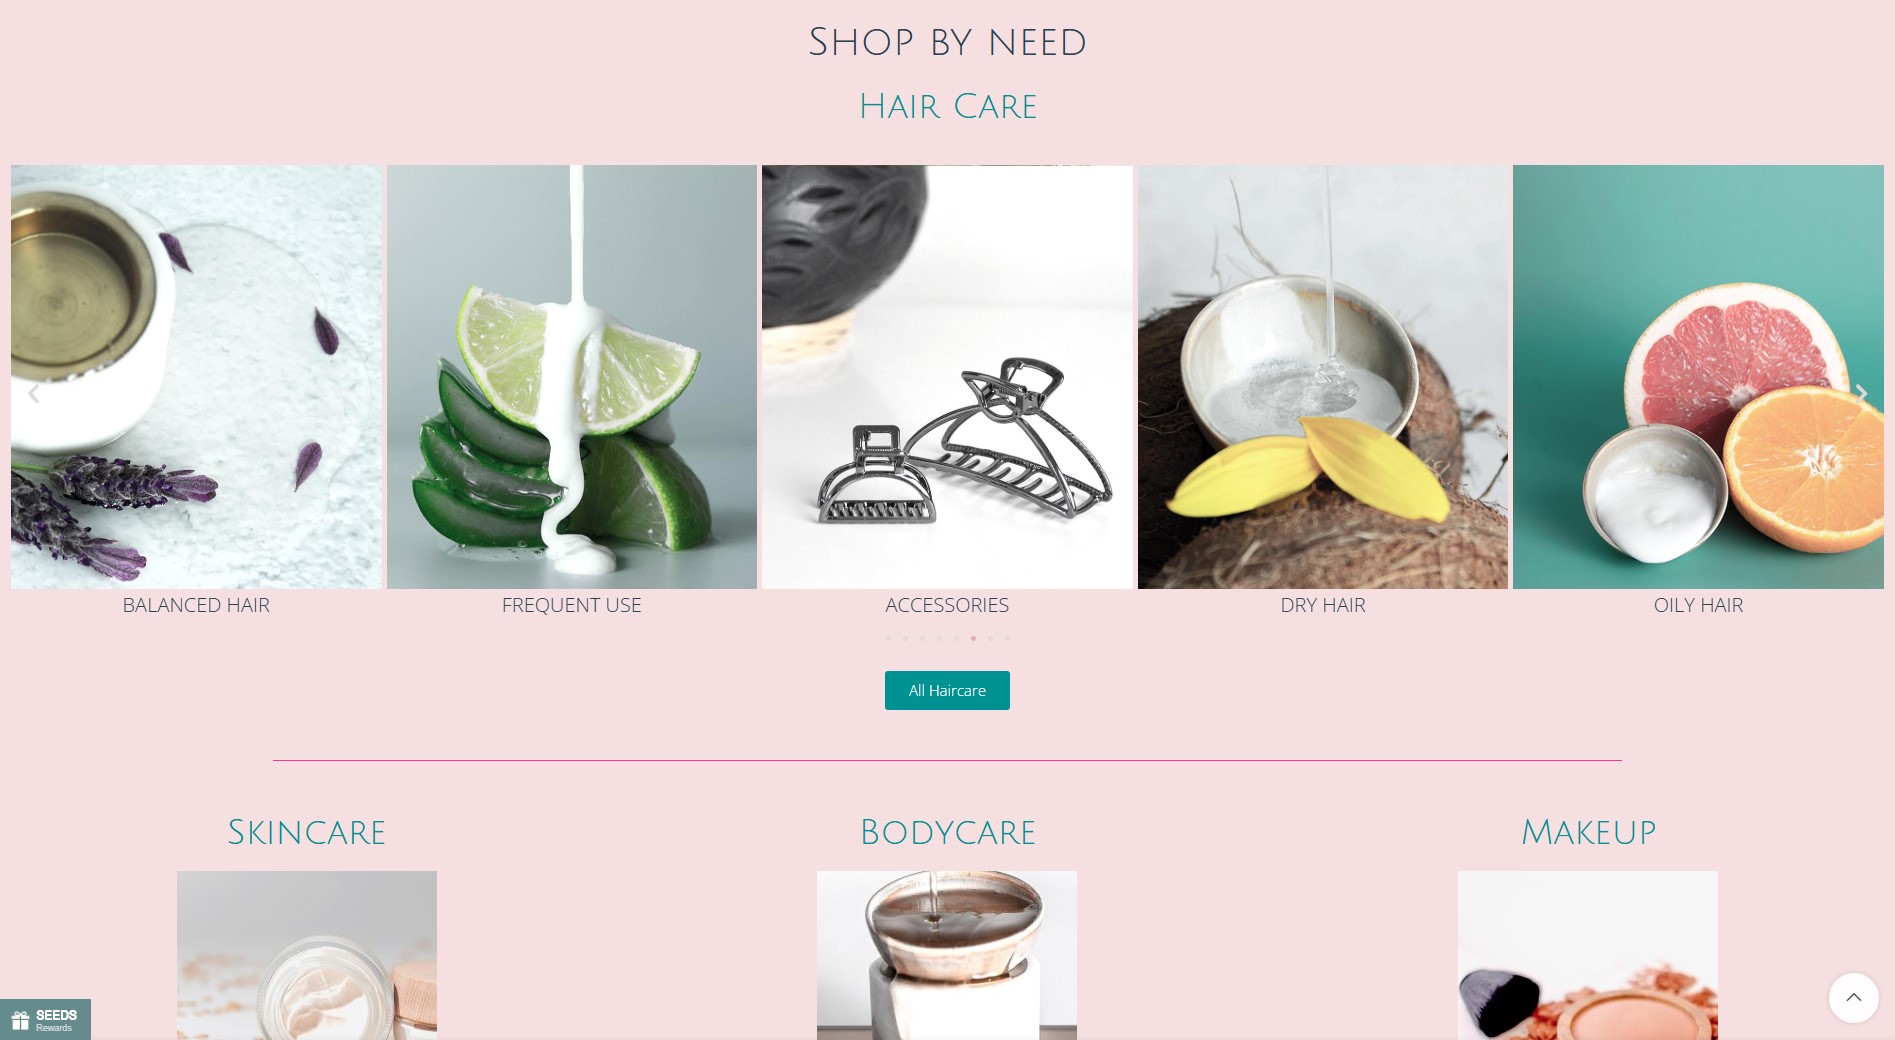 Shop by need
Hair Care
BALANCED HAIR
FREQUENT USE
ACCESSORIES
DRY HAIR
OILY HAIR
All Haircare
Skincare
Bodycare
Makeup
SEEDS
Rewards